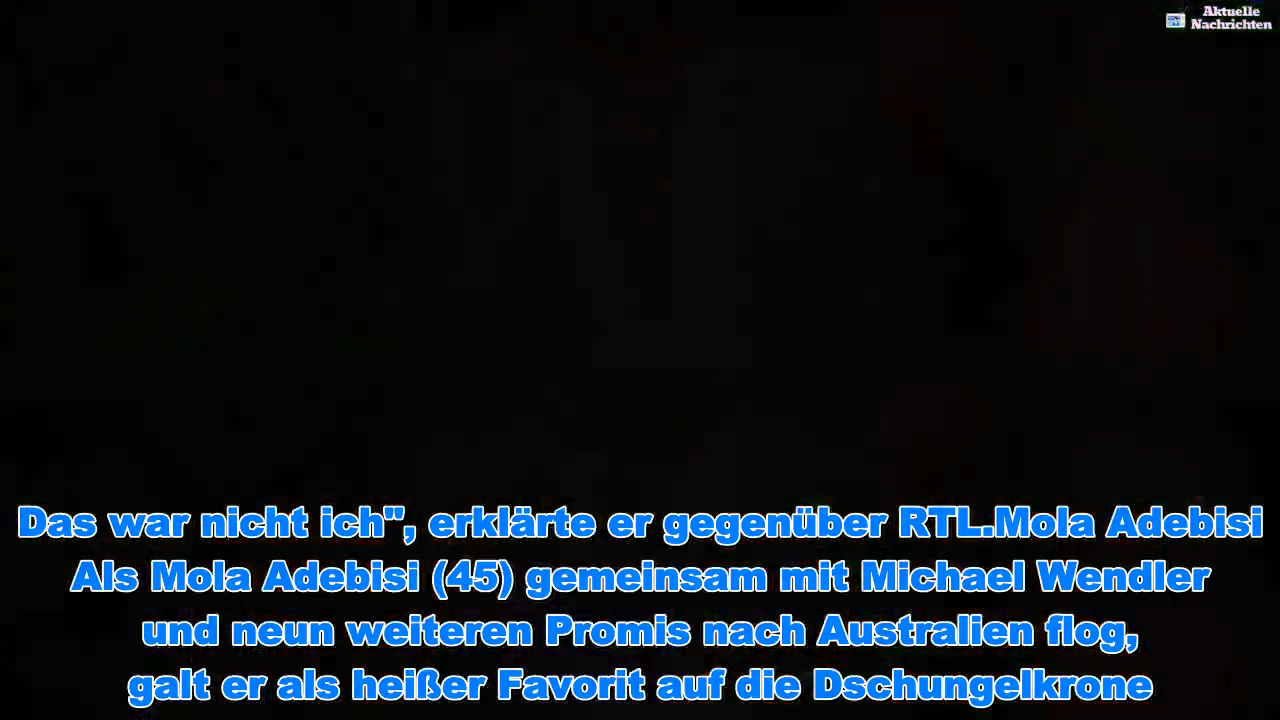 Aktuelle
Nachrichten
Das war nicht ich", erklärte er gegenüber RTL.Mola Adebisi
Als Mola Adebisi (45) gemeinsam mit Michael Wendler
und neun weiteren Promis nach Australien flog,
galt er als heißer Favorit auf die Dschungelkrone